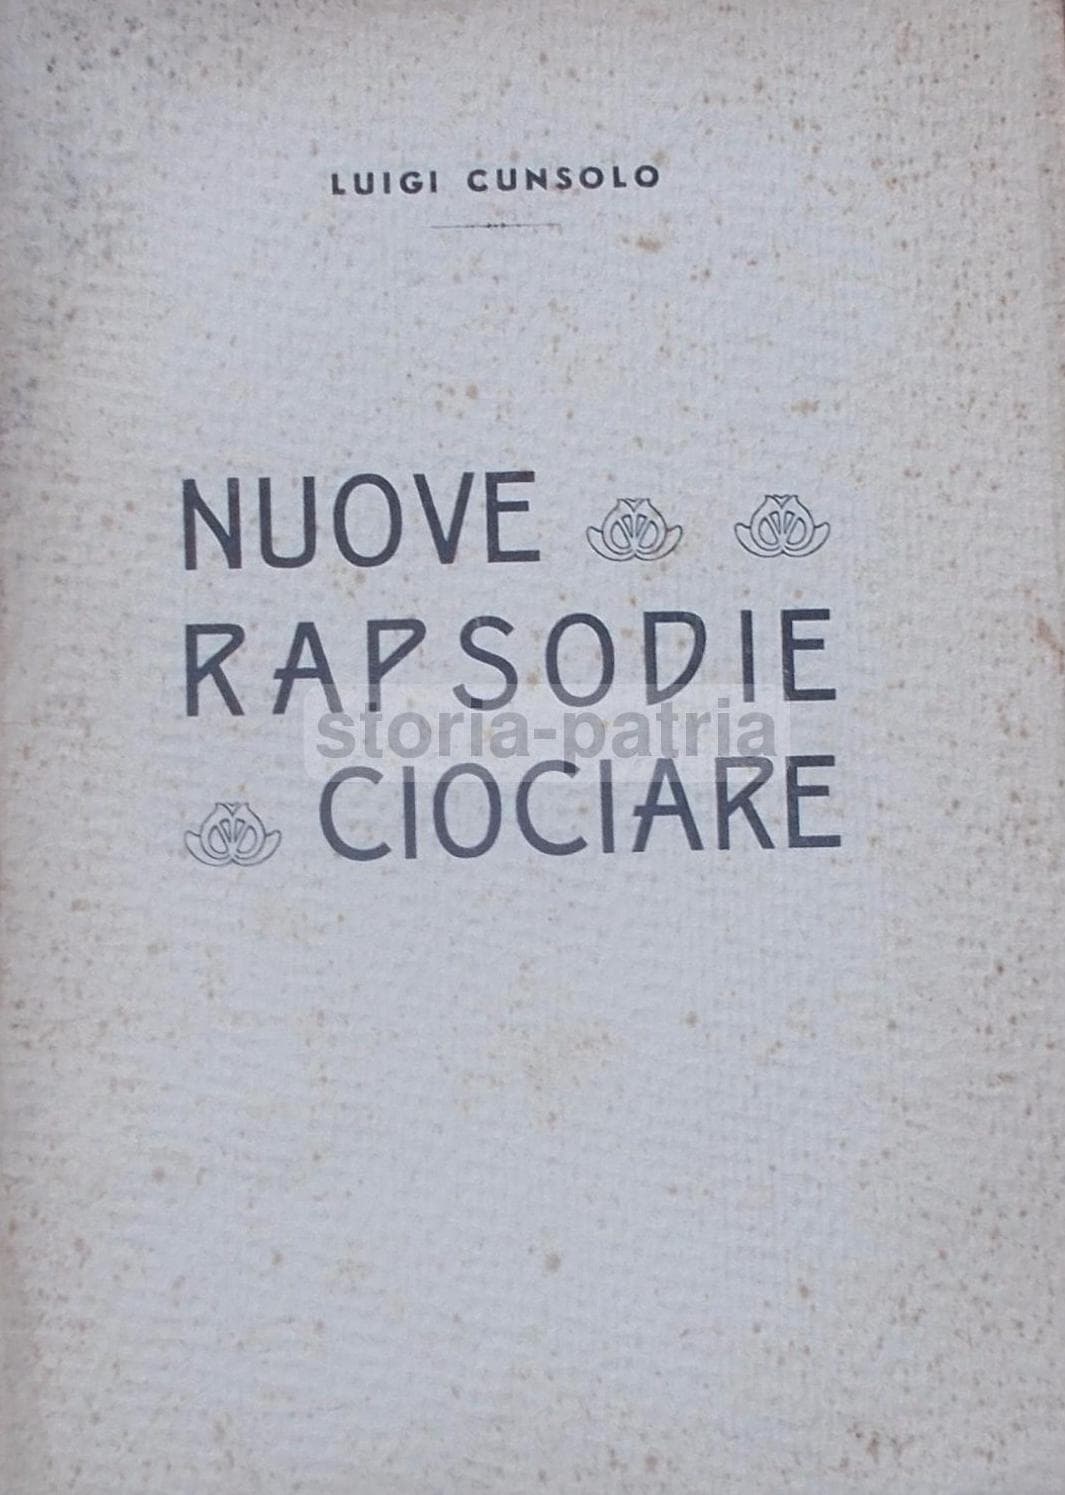 LUIGI CUNSOLO
NUOVE
RAPSODIE
storia-patria
CIOCIARE